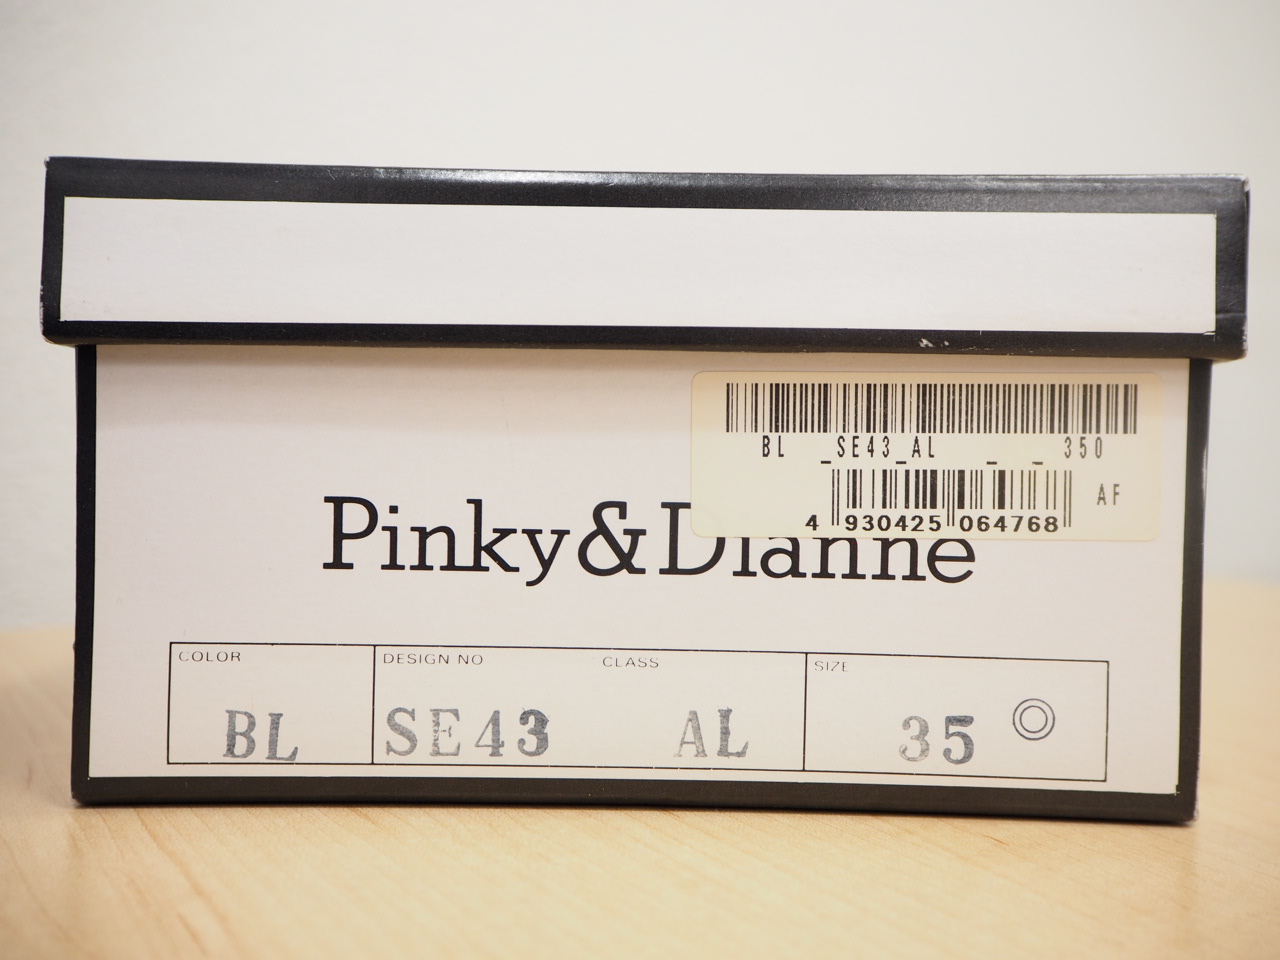 BL _SE43_AL _ _ 350
AF
4 930425 064768
Pinky&Dianne
COLOR DESIGN NO CLASS SIZE
BL SE43 AL 35